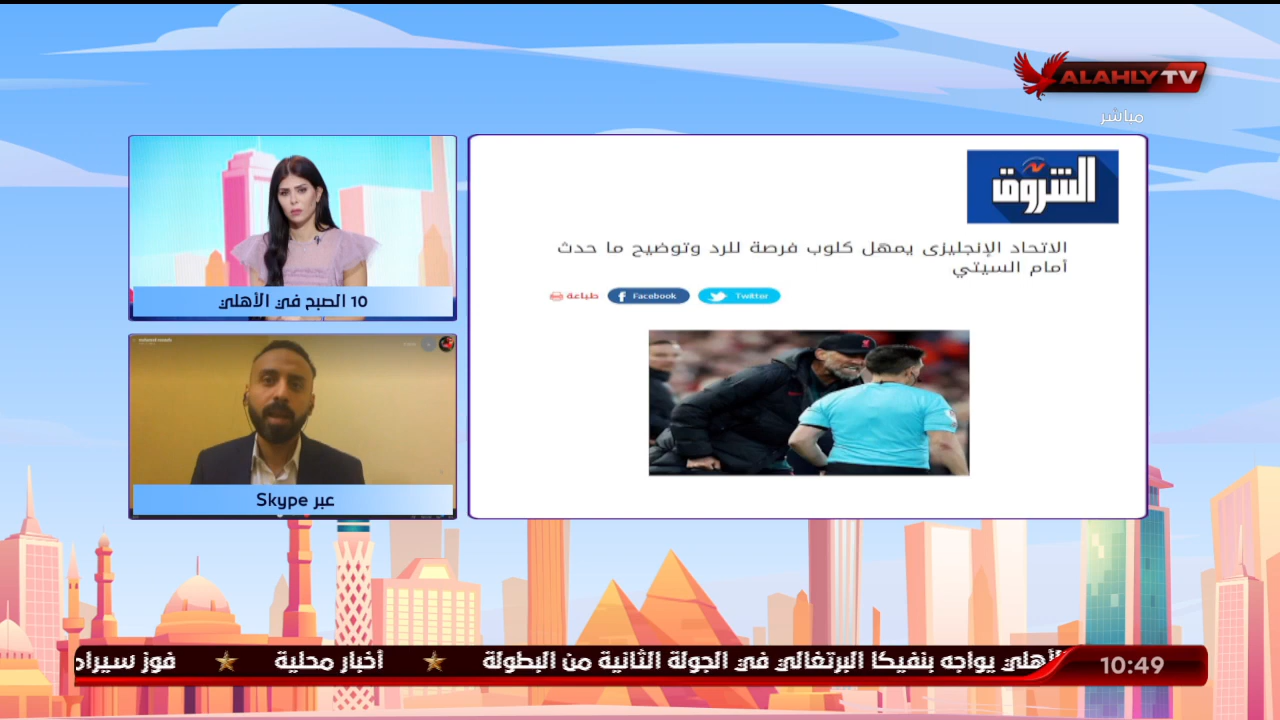 ALAHLY TV
مباشر
الشروق
الاتحاد الإنجليزى يمهل كلوب فرصة للرد وتوضيح ما حدث
أمام السيتي
طباعة
Facebook
Twitter
10 الصبح في الأهلي
عبر Skype
الأهلي يواجه بنفيكا البرتغالي في الجولة الثانية من البطولة
أخبار محلية
فوز سيرام
10:49